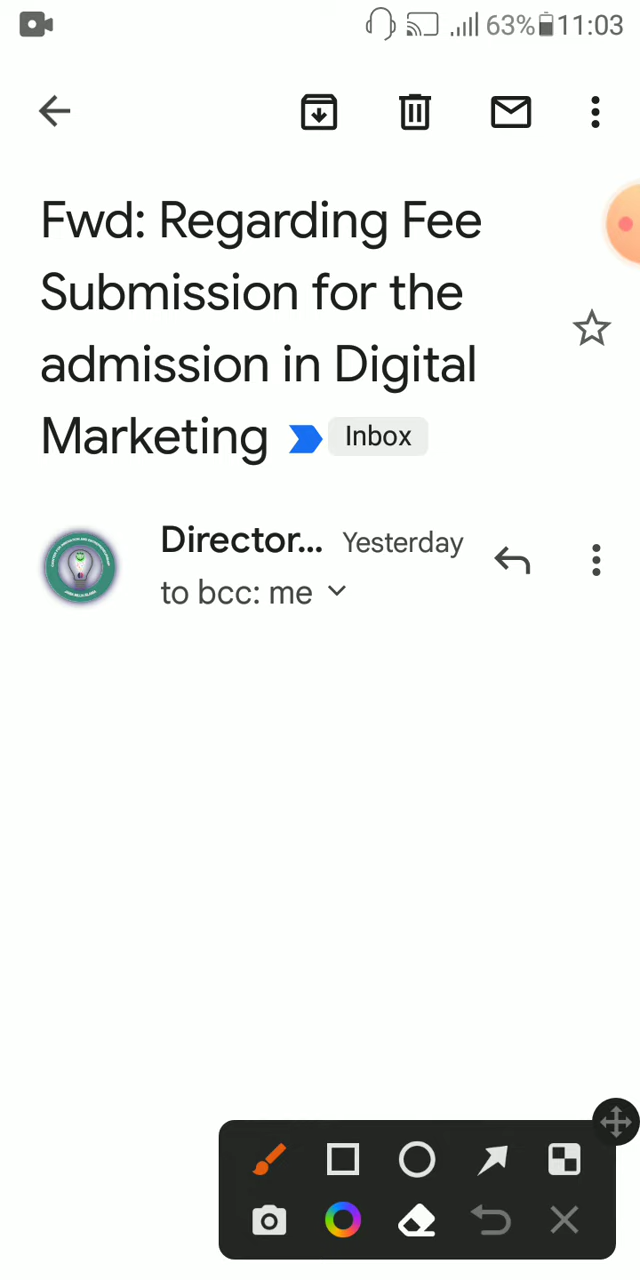 63% 11:03
Fwd: Regarding Fee
Submission for the
admission in Digital
Marketing Inbox
Director... Yesterday
to bcc: me